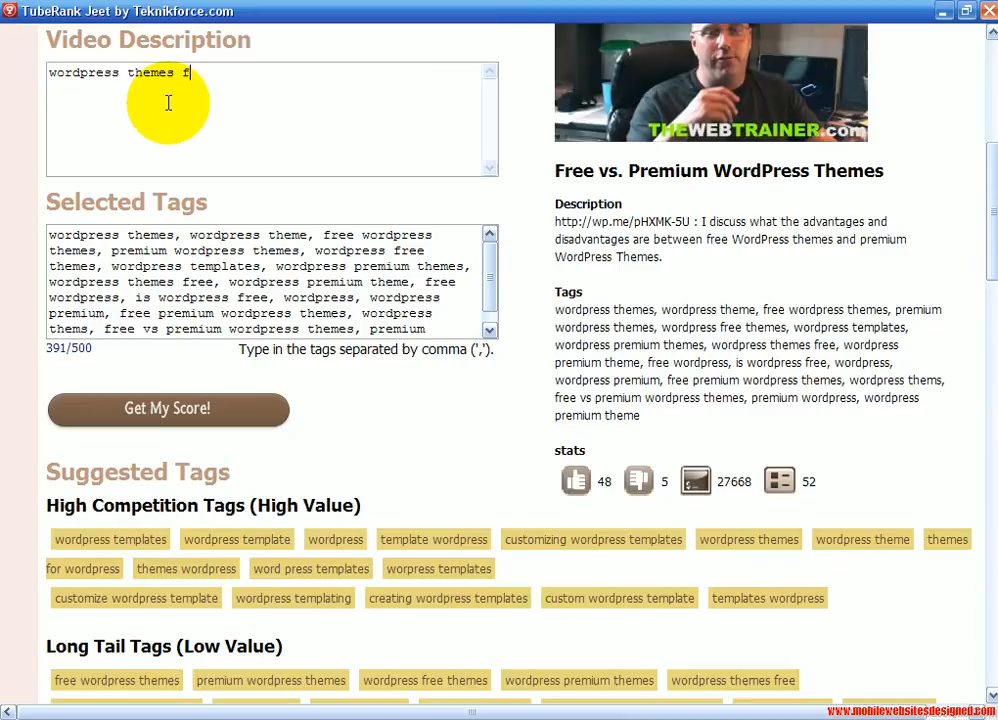 TubeRank Jeet by Teknikforce.com
Video Description
wordpress themes f
Selected Tags
wordpress themes, wordpress theme, free wordpress
themes, premium wordpress themes, wordpress free
themes, wordpress templates, wordpress premium themes,
wordpress themes free, wordpress premium theme, free
wordpress, is wordpress free, wordpress, wordpress
premium, free premium wordpress themes, wordpress
thems, free vs premium wordpress themes, premium
391/500
Type in the tags separated by comma (',').
Get My Score!
THEWEBTRAINER.com
Free vs. Premium WordPress Themes
Description
http://wp.me/pHXMK-5U : I discuss what the advantages and
disadvantages are between free WordPress themes and premium
WordPress Themes.
Tags
wordpress themes, wordpress theme, free wordpress themes, premium
wordpress themes, wordpress free themes, wordpress templates,
wordpress premium themes, wordpress themes free, wordpress
premium theme, free wordpress, is wordpress free, wordpress,
wordpress premium, free premium wordpress themes, wordpress thems,
free vs premium wordpress themes, premium wordpress, wordpress
premium theme
stats
48 5 27668 52
Suggested Tags
High Competition Tags (High Value)
wordpress templates wordpress template wordpress template wordpress customizing wordpress templates wordpress themes wordpress theme themes
for wordpress themes wordpress word press templates worpress templates
customize wordpress template wordpress templating creating wordpress templates custom wordpress template templates wordpress
Long Tail Tags (Low Value)
free wordpress themes premium wordpress themes wordpress free themes wordpress premium themes wordpress themes free
www.mobilewebsitesdesigned.com